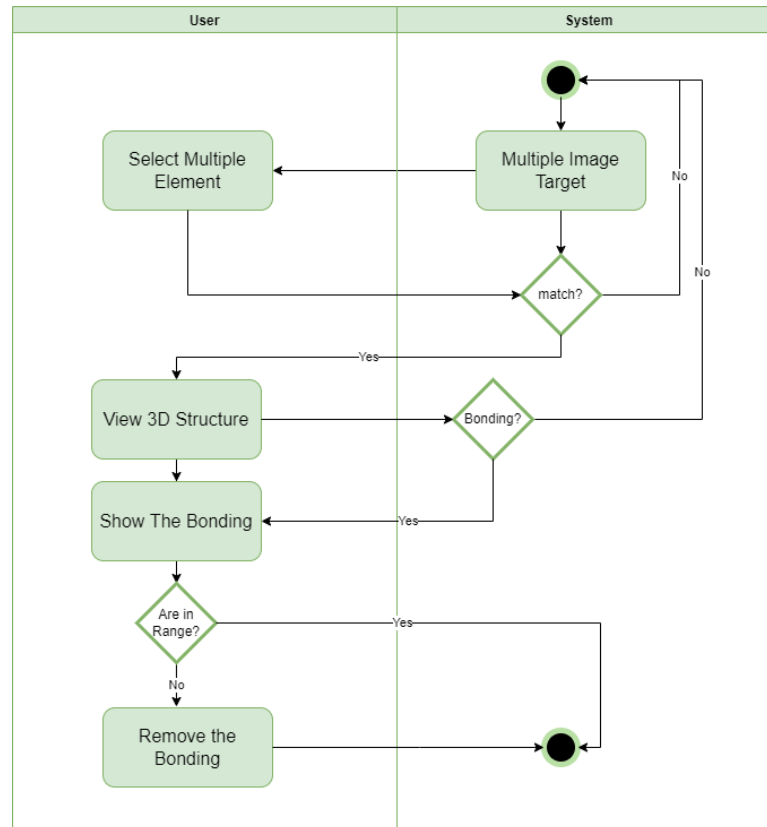 User
System
Select Multiple
Element
Multiple Image
Target
No
No
match?
Yes
View 3D Structure
Bonding?
Show The Bonding
Yes
Are in
Range?
Yes
No
Remove the
Bonding